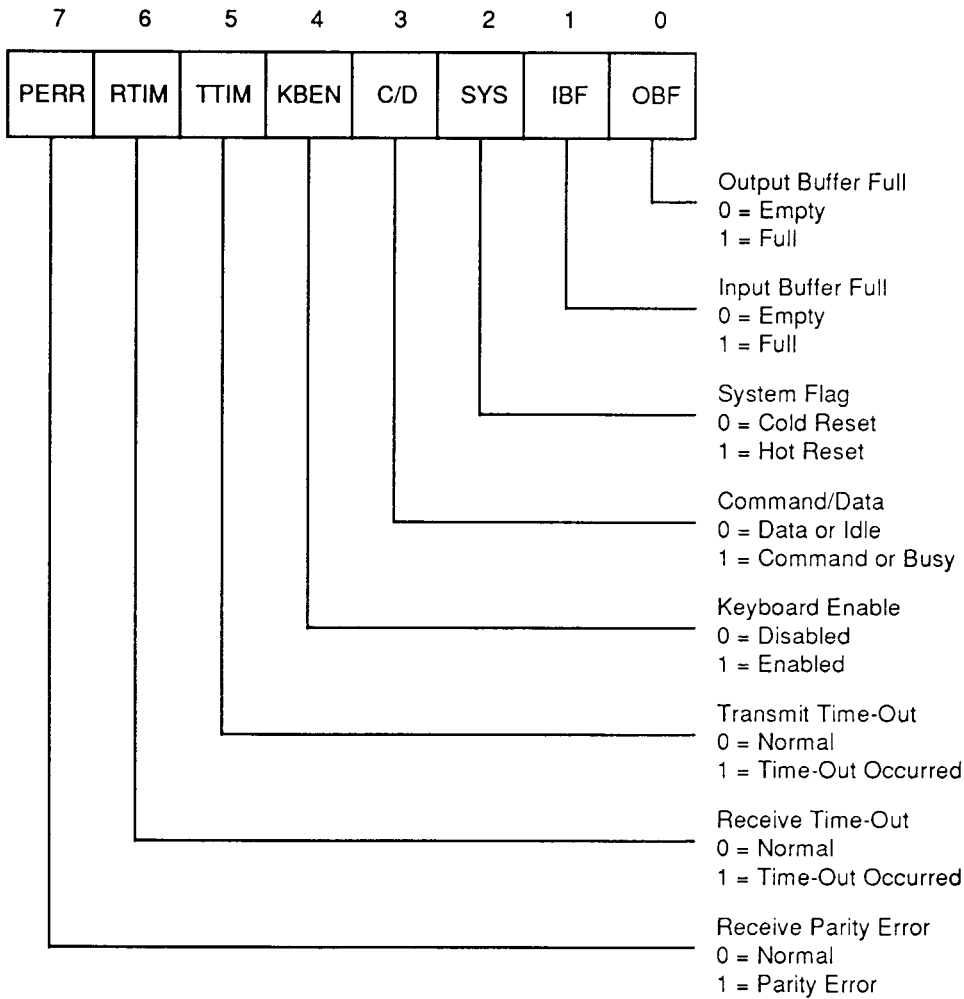 7 6 5 4 3 2 1 0
PERR RTIM TTIM KBEN C/D SYS IBF OBF
Output Buffer Full
0 = Empty
1 = Full
Input Buffer Full
0 = Empty
1 = Full
System Flag
0 = Cold Reset
1 = Hot Reset
Command/Data
0 = Data or Idle
1 = Command or Busy
Keyboard Enable
0 = Disabled
1 = Enabled
Transmit Time-Out
0 = Normal
1 = Time-Out Occurred
Receive Time-Out
0 = Normal
1 = Time-Out Occurred
Receive Parity Error
0 = Normal
1 = Parity Error